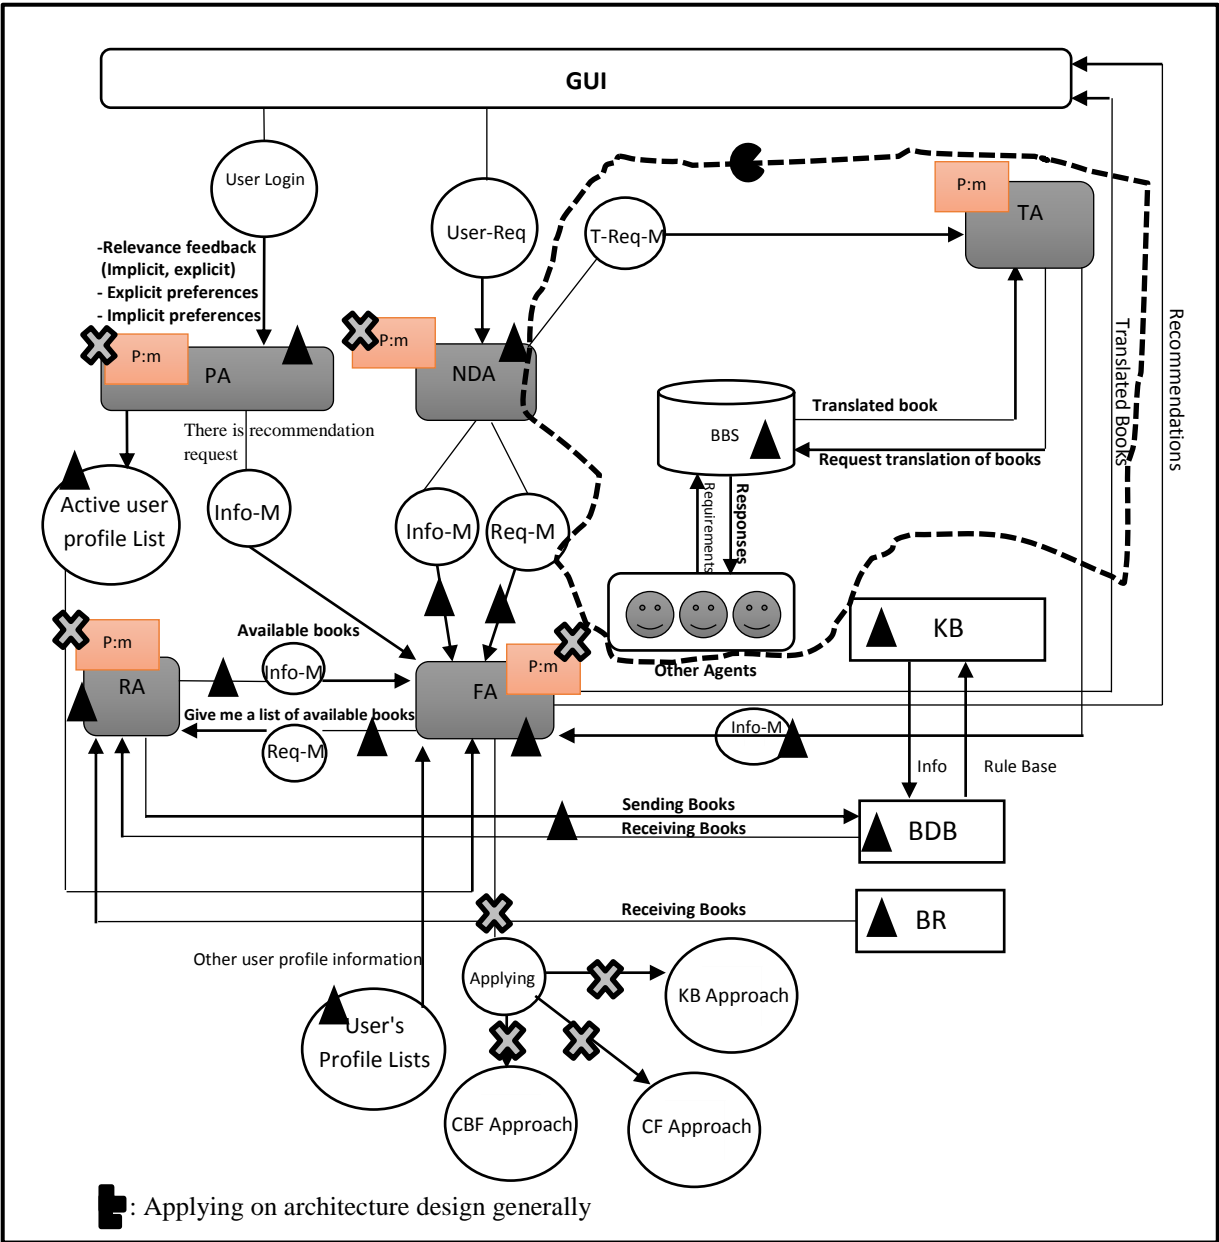 GUI
User Login
User-Req
T-Req-M
P:m
TA
-Relevance feedback
(Implicit, explicit)
- Explicit preferences
- Implicit preferences
P:m
PA
P:m
NDA
Translated Books
Recommendations
There is recommendation
request
BBS
Translated book
Request translation of books
Active user
profile List
Info-M
Info-M
Req-M
Requirements
Responses
P:m
RA
Available books
Info-M
Give me a list of available books
Req-M
P:m
FA
Other Agents
KB
Info-M
Info
Rule Base
Sending Books
Receiving Books
BDB
Receiving Books
BR
Other user profile information
Applying
KB Approach
User's
Profile Lists
CBF Approach
CF Approach
: Applying on architecture design generally